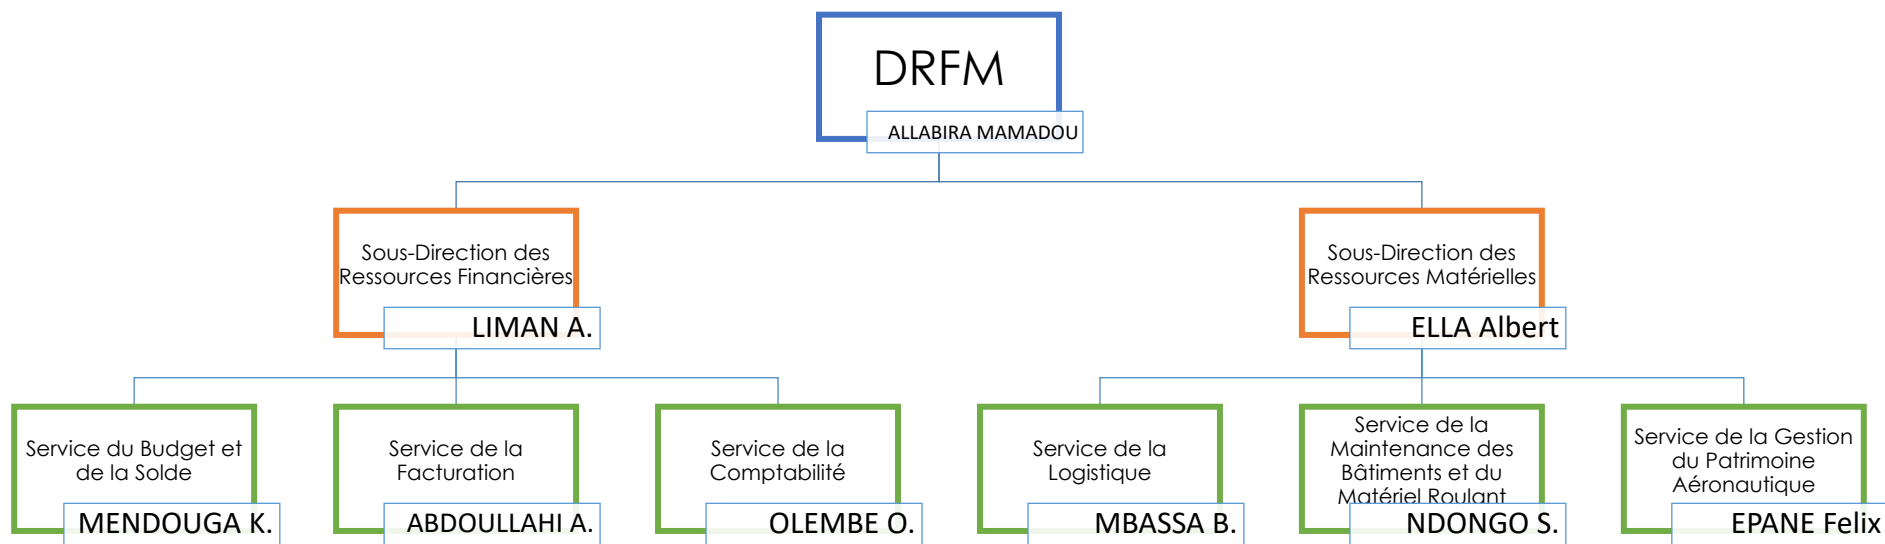 DRFM
ALLABIRA MAMADOU
Sous-Direction des
Ressources Financières
LIMAN A.
Sous-Direction des
Ressources Matérielles
ELLA Albert
Service du Budget et
de la Solde
MENDOUGA K.
Service de la
Facturation
ABDOULLAHI A.
Service de la
Comptabilité
OLEMBE O.
Service de la
Logistique
MBASSA B.
Service de la
Maintenance des
Bâtiments et du
Matériel Roulant
NDONGO S.
Service de la Gestion
du Patrimoine
Aéronautique
EPANE Felix